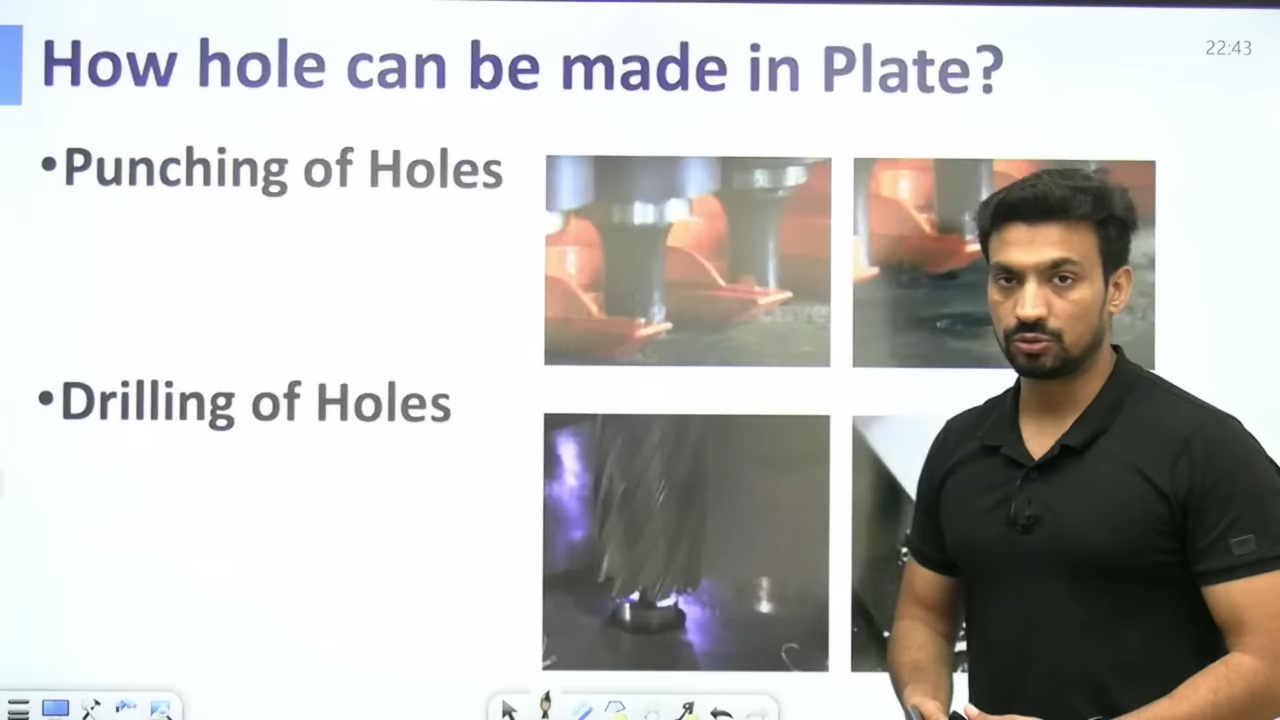 How hole can be made in Plate?
22:43
•Punching of Holes
•Drilling of Holes